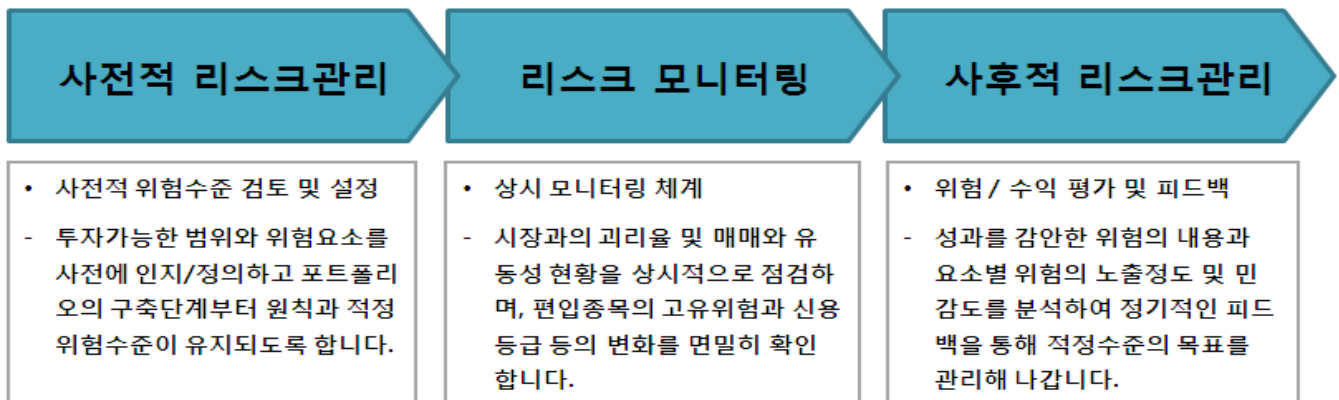 사전적 리스크관리
리스크 모니터링
사후적 리스크관리
• 사전적 위험수준 검토 및 설정
- 투자가능한 범위와 위험요소를
사전에 인지/정의하고 포트폴리
오의 구축단계부터 원칙과 적정
위험수준이 유지되도록 합니다.
• 상시 모니터링 체계
- 시장과의 괴리율 및 매매와 유
동성 현황을 상시적으로 점검하
며, 편입종목의 고유위험과 신용
등급 등의 변화를 면밀히 확인
합니다.
• 위험 / 수익 평가 및 피드백
- 성과를 감안한 위험의 내용과
요소별 위험의 노출정도 및 민
감도를 분석하여 정기적인 피드
백을 통해 적정수준의 목표를
관리해 나갑니다.